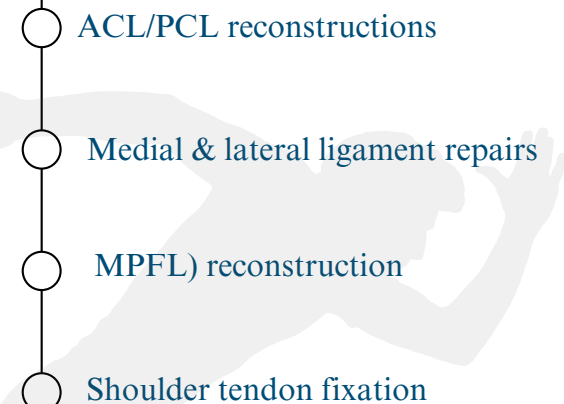 ACL/PCL reconstructions
Medial & lateral ligament repairs
MPFL) reconstruction
Shoulder tendon fixation